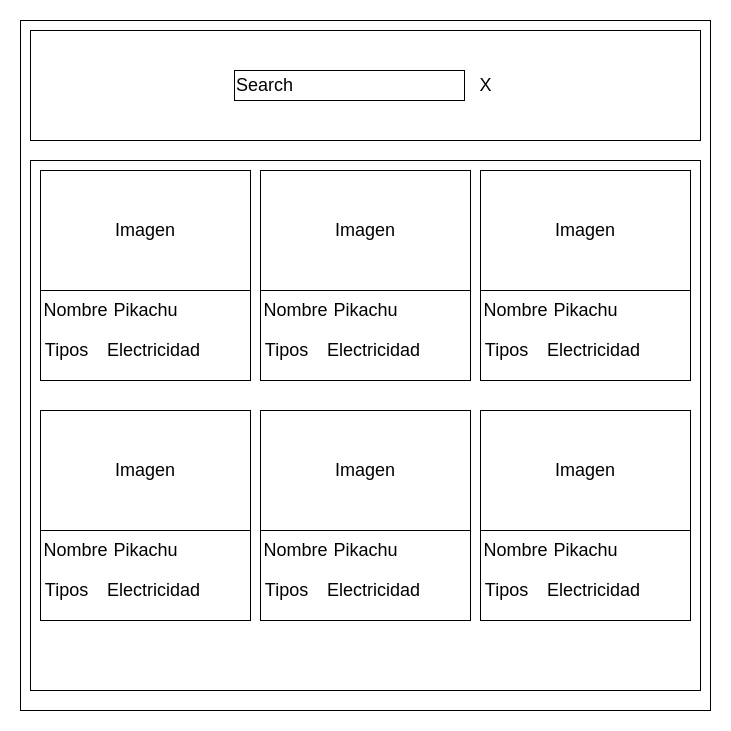 Search X
Imagen Imagen Imagen
Nombre Pikachu Nombre Pikachu Nombre Pikachu
Tipos Electricidad Tipos Electricidad Tipos Electricidad
Imagen Imagen Imagen
Nombre Pikachu Nombre Pikachu Nombre Pikachu
Tipos Electricidad Tipos Electricidad Tipos Electricidad